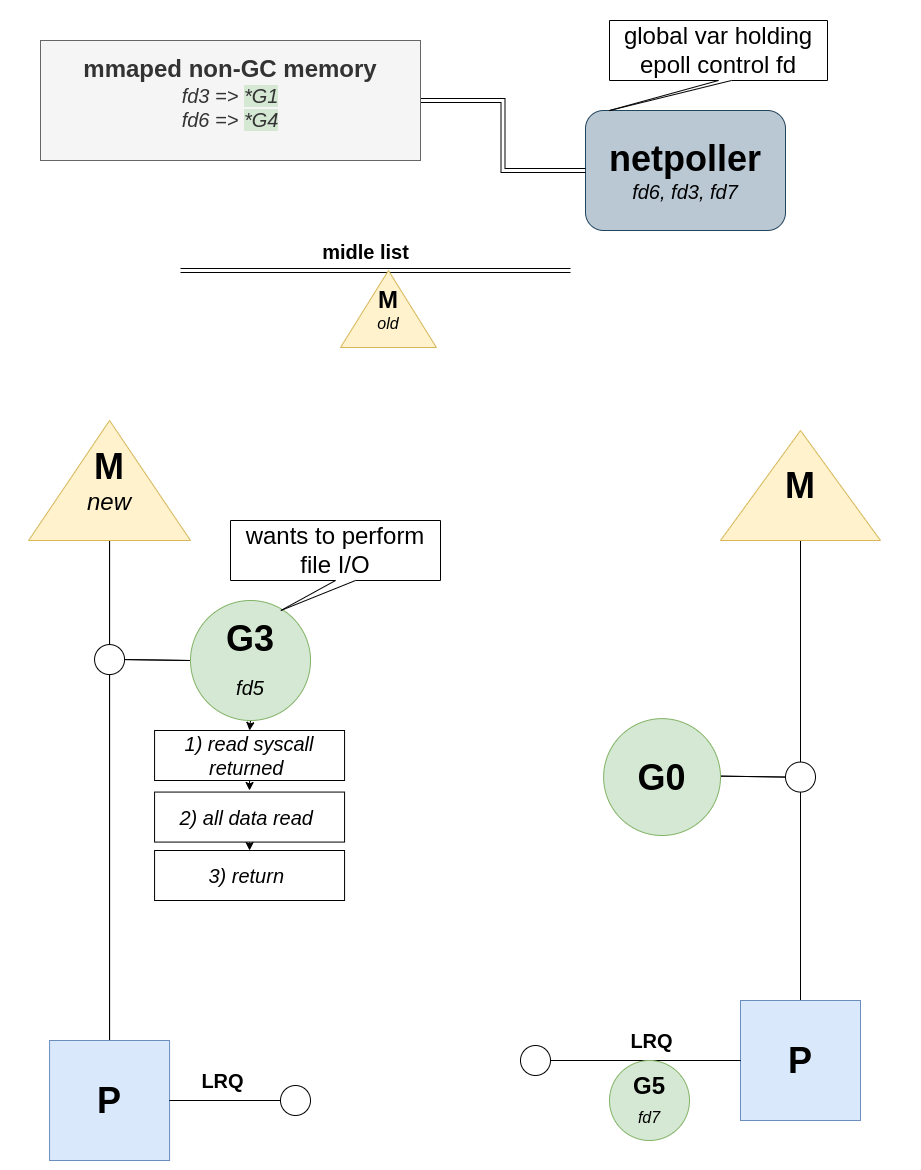 global var holding
epoll control fd
mmaped non-GC memory
fd3 => *G1
fd6 => *G4
netpoller
fd6, fd3, fd7
midle list
M
old
M
new
M
wants to perform
file I/O
G3
fd5
1) read syscall
returned
2) all data read
3) return
G0
P
LRQ
LRQ
G5
fd7
P